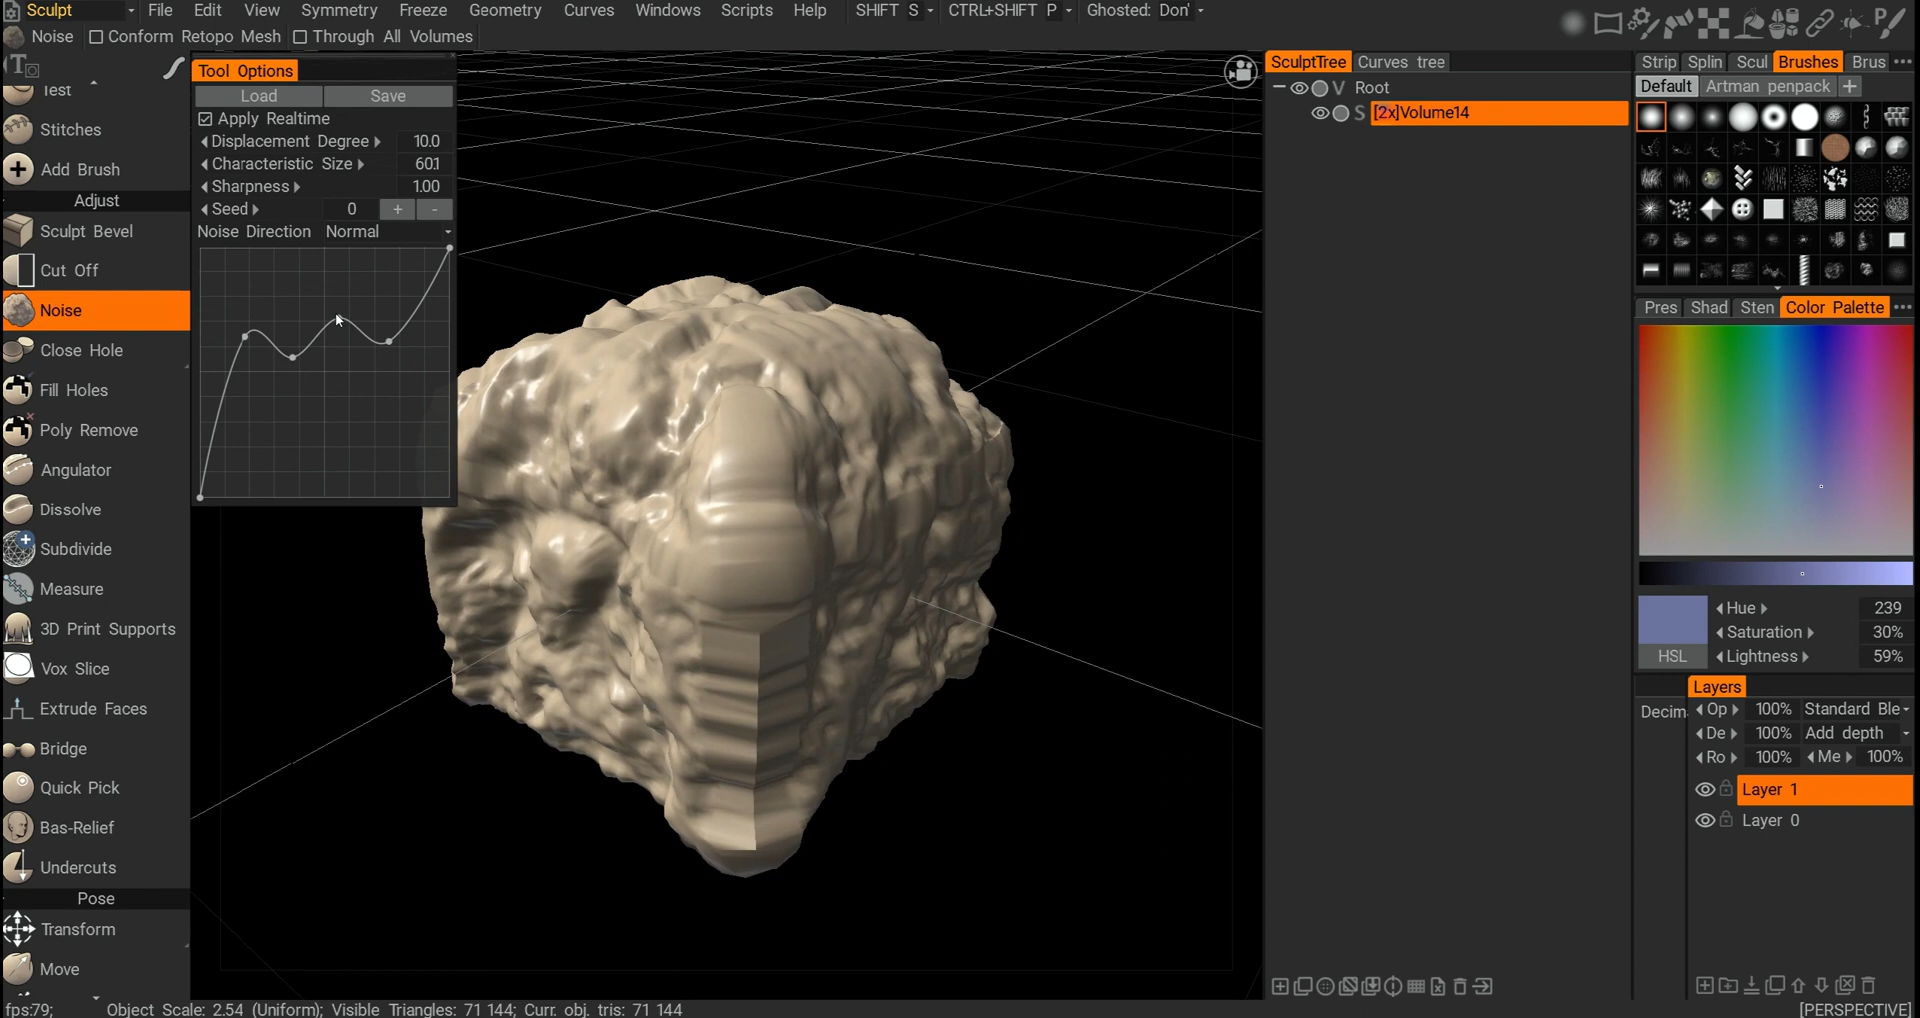 Sculpt File Edit View Symmetry Freeze Geometry Curves Windows Scripts Help SHIFT S CTRL+SHIFT P Ghosted: Don'
Noise Conform Retopo Mesh Through All Volumes
Test
Stitches
Add Brush
Adjust
Sculpt Bevel
Cut Off
Noise
Close Hole
Fill Holes
Poly Remove
Angulator
Dissolve
Subdivide
Measure
3D Print Supports
Vox Slice
Extrude Faces
Bridge
Quick Pick
Bas-Relief
Undercuts
Pose
Transform
Move
Tool Options
Load Save
Apply Realtime
Displacement Degree 10.0
Characteristic Size 601
Sharpness 1.00
Seed 0 + -
Noise Direction Normal
SculptTree Curves tree
V Root
S [2x]Volume14
Strip Splin Scul Brushes Brus
Default Artman penpack +
Pres Shad Sten Color Palette
Hue 239
Saturation 30%
HSL Lightness 59%
Layers
Decim
Op 100% Standard Ble
De 100% Add depth
Ro 100% Me 100%
Layer 1
Layer 0
fps:79; Object Scale: 2.54 (Uniform); Visible Triangles: 71 144; Curr. obj. tris: 71 144 [PERSPECTIVE]